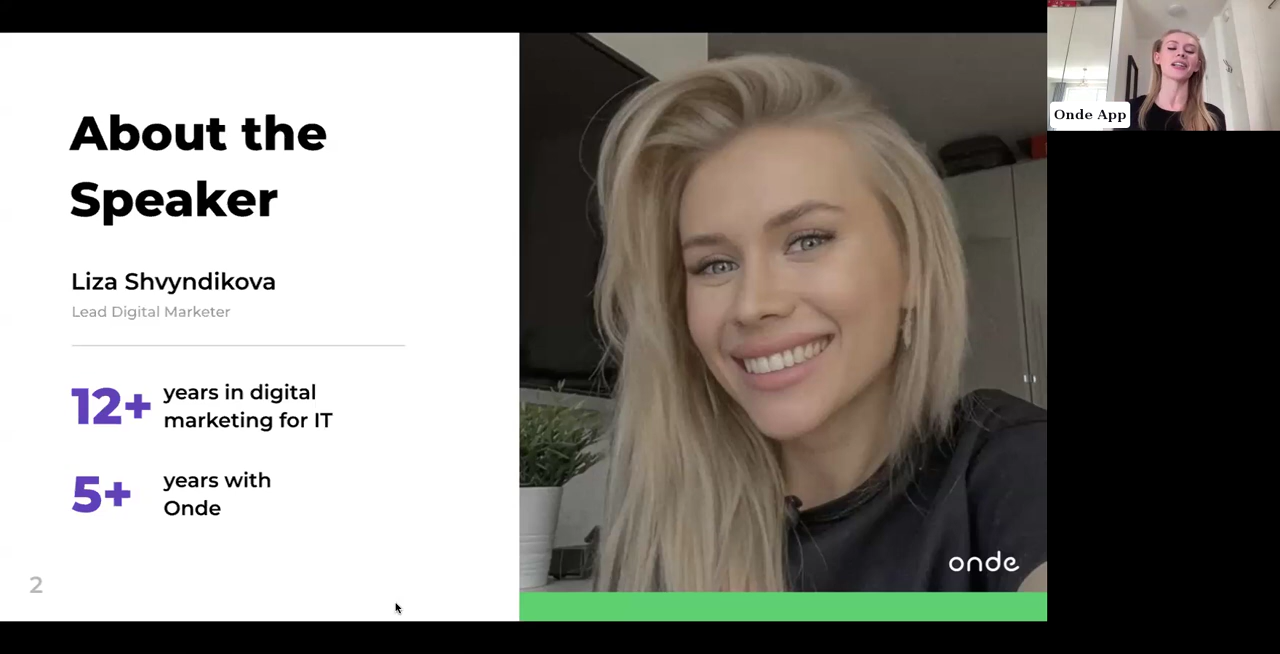 About the
Speaker
Liza Shvyndikova
Lead Digital Marketer
12+ years in digital
marketing for IT
5+ years with
Onde
2
onde
Onde App